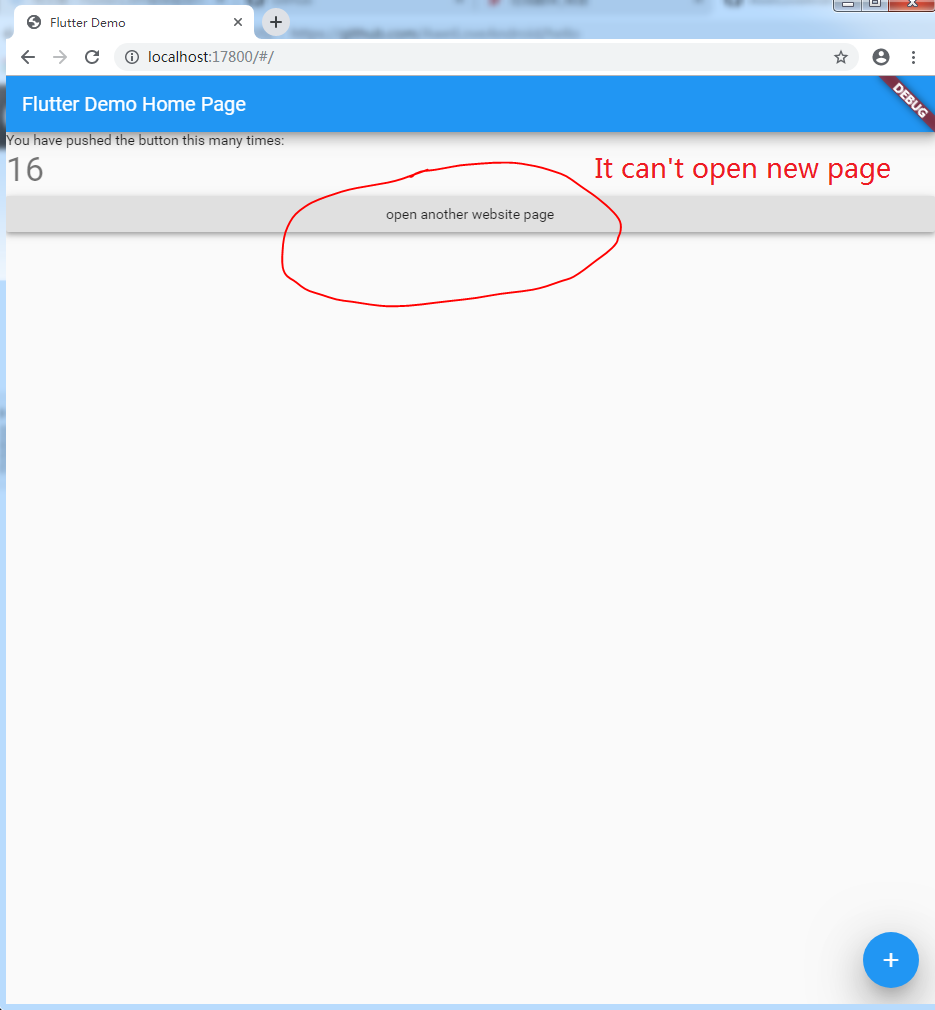 Flutter Demo
localhost:17800/#/
Flutter Demo Home Page
DEBUG
You have pushed the button this many times:
16
It can't open new page
open another website page